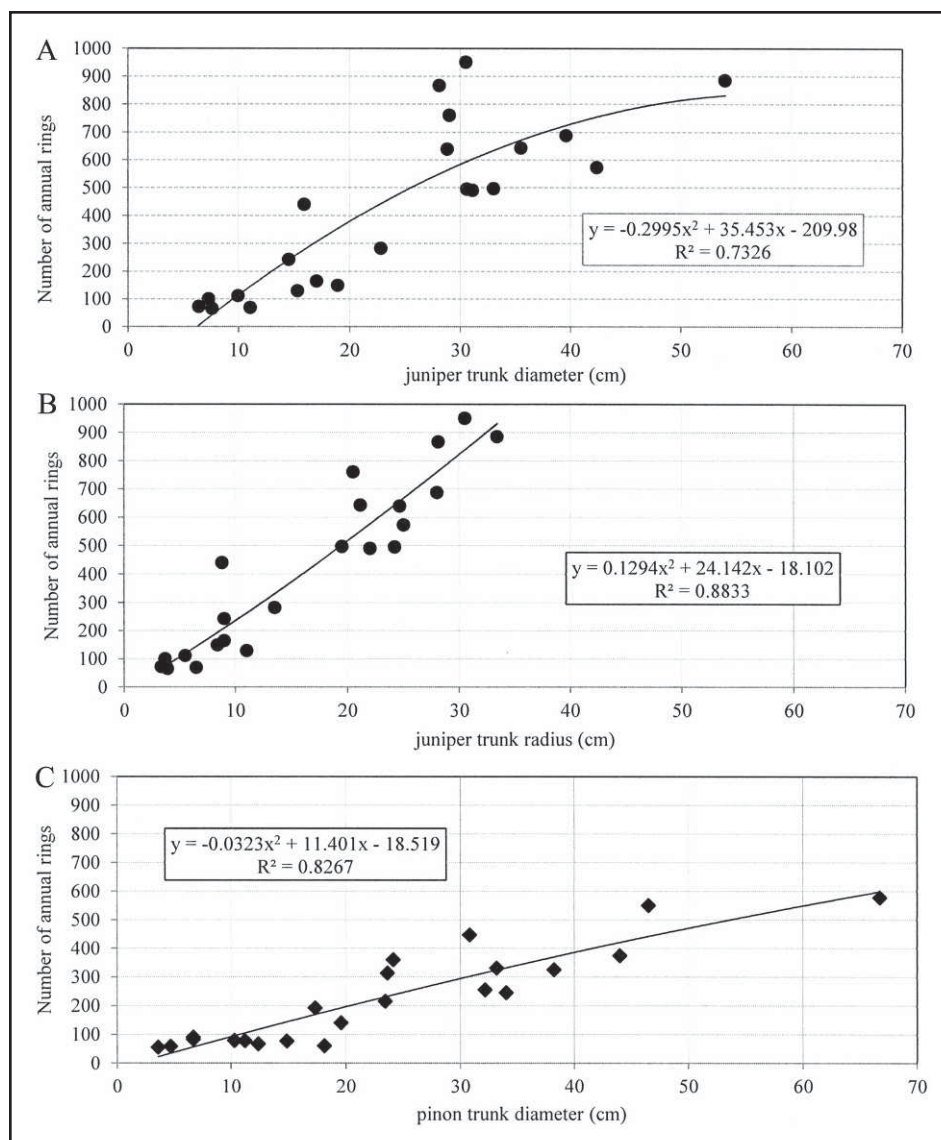 A
1000
900
800
700
600
500
400
300
200
100
0
Number of annual rings
y = -0.2995x² + 35.453x - 209.98
R² = 0.7326
0 10 20 30 40 50 60 70
juniper trunk diameter (cm)
B
1000
900
800
700
600
500
400
300
200
100
0
Number of annual rings
y = 0.1294x² + 24.142x - 18.102
R² = 0.8833
0 10 20 30 40 50 60 70
juniper trunk radius (cm)
C
1000
900
800
700
600
500
400
300
200
100
0
Number of annual rings
y = -0.0323x² + 11.401x - 18.519
R² = 0.8267
0 10 20 30 40 50 60 70
pinon trunk diameter (cm)